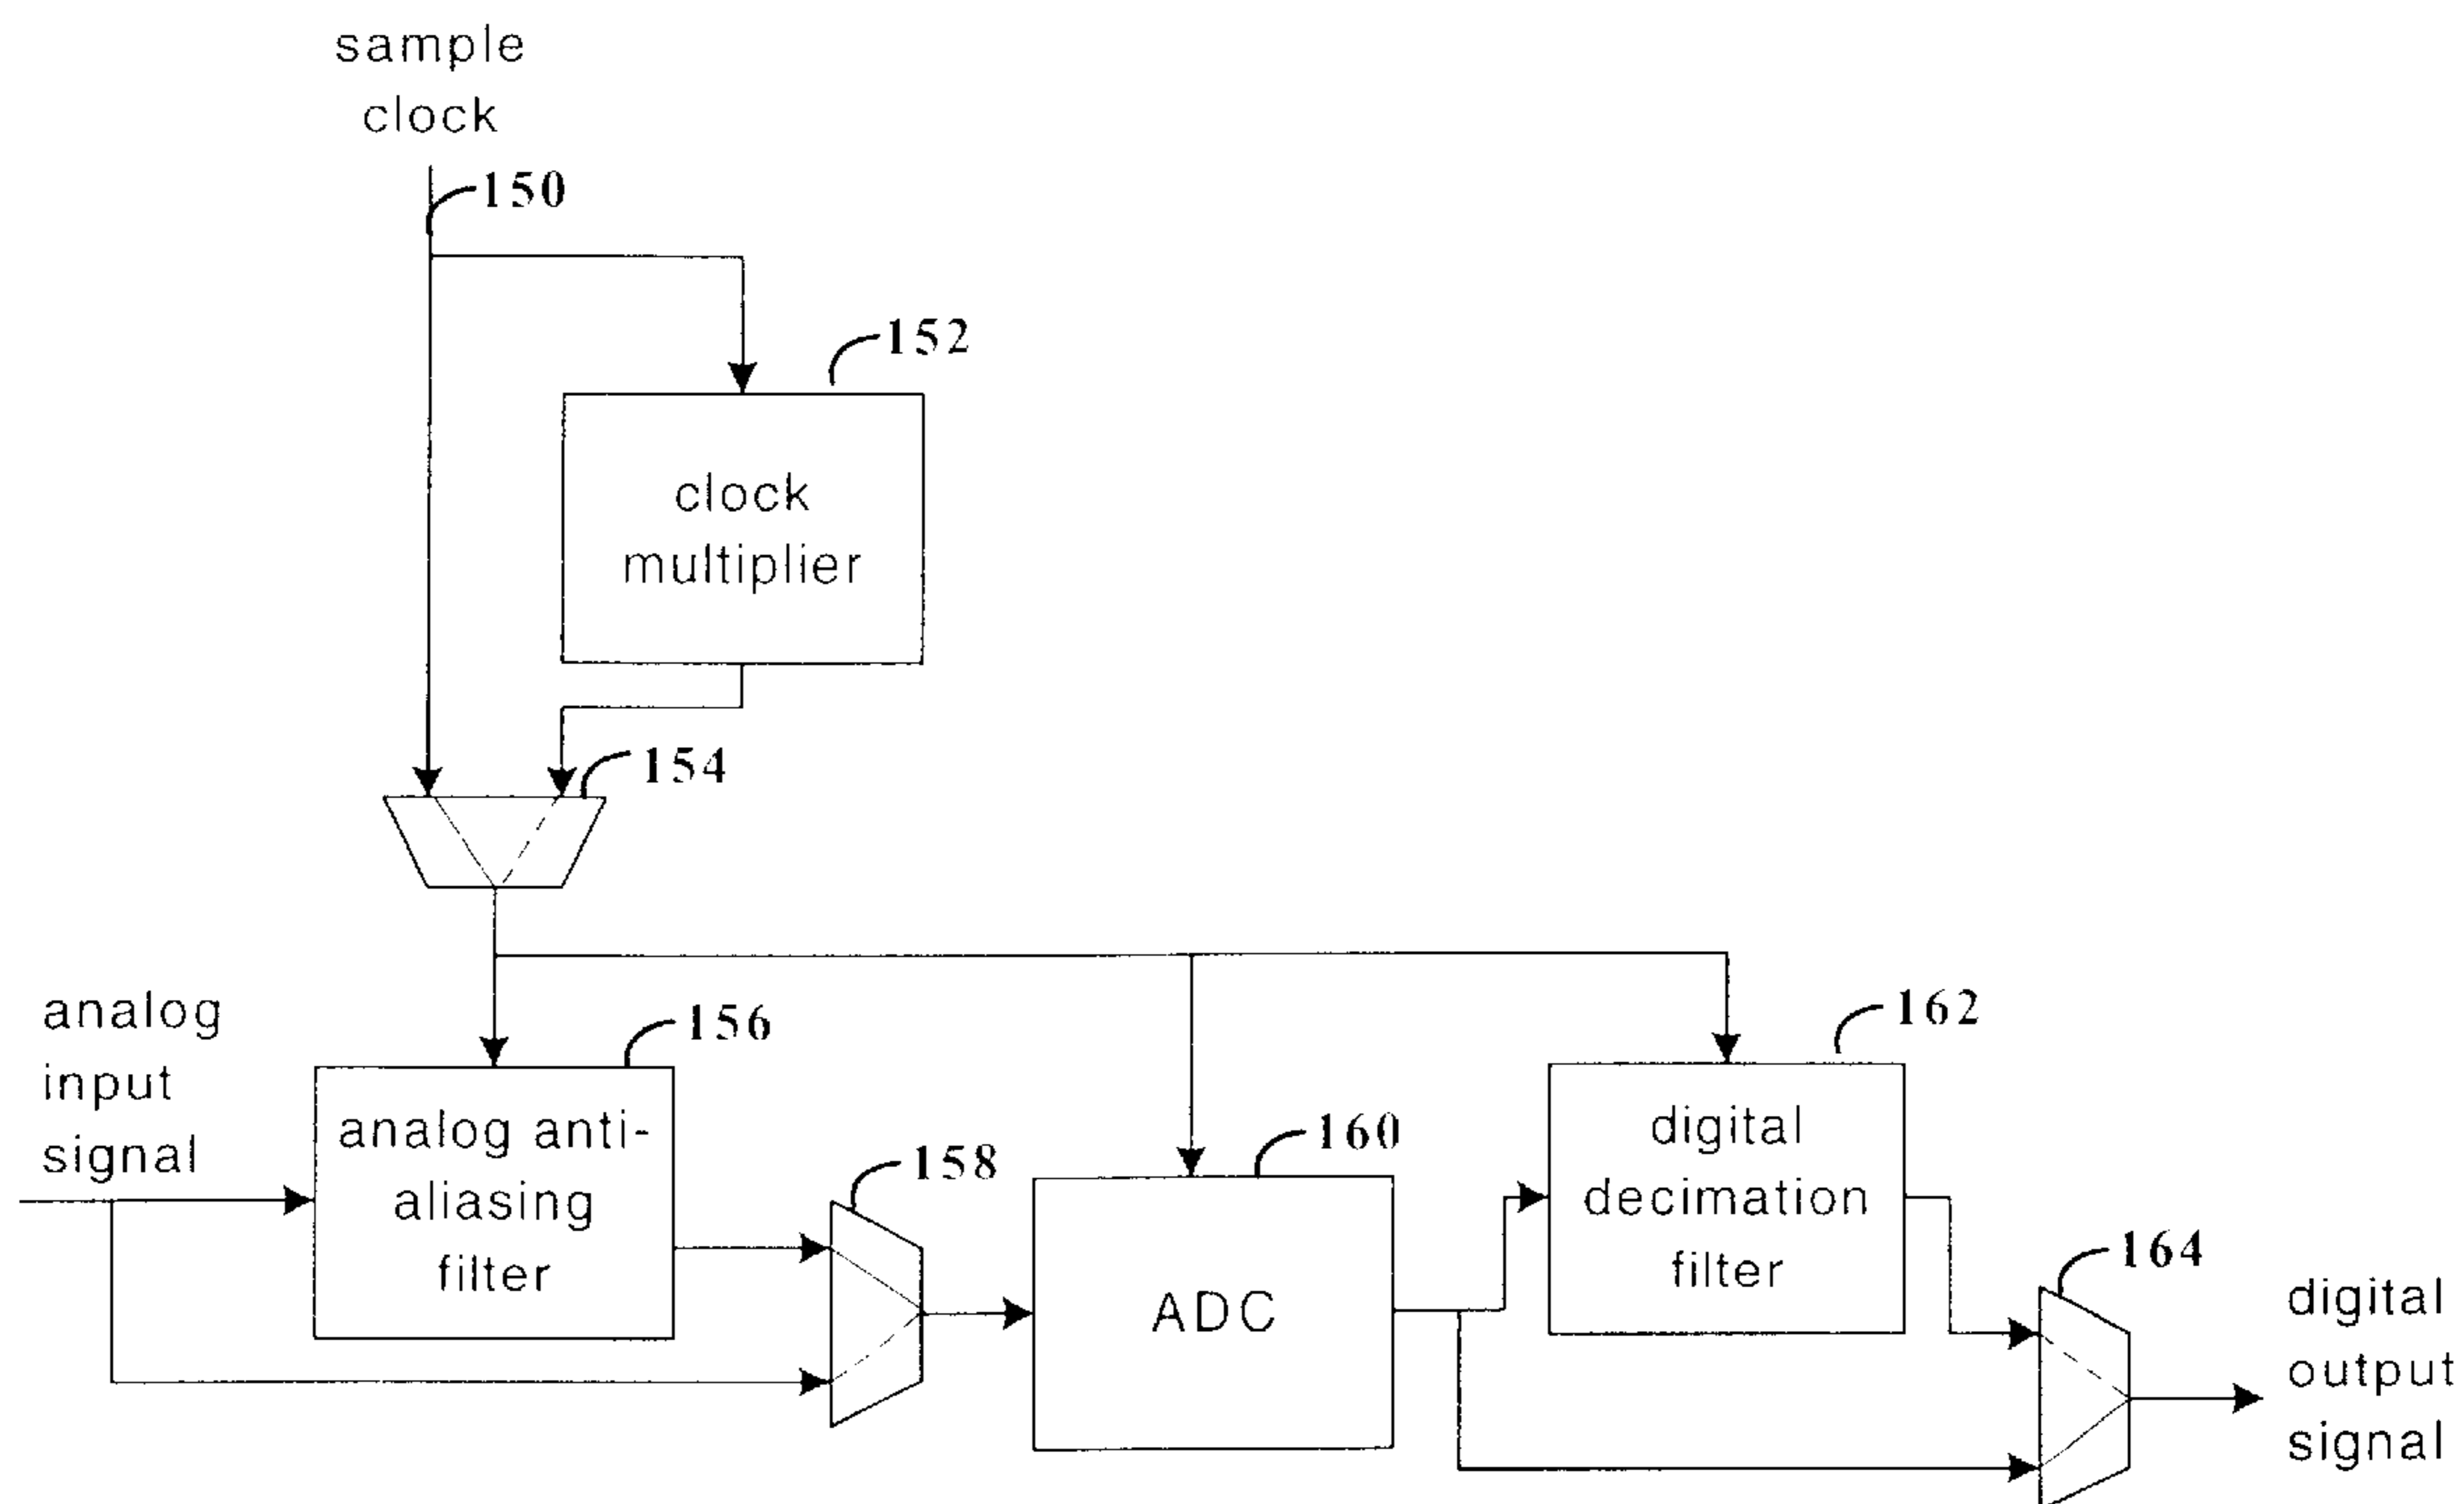 sample
clock
150
152
clock
multiplier
154
analog
input
signal
156
analog anti-
aliasing
filter
158
160
ADC
162
digital
decimation
filter
164
digital
output
signal